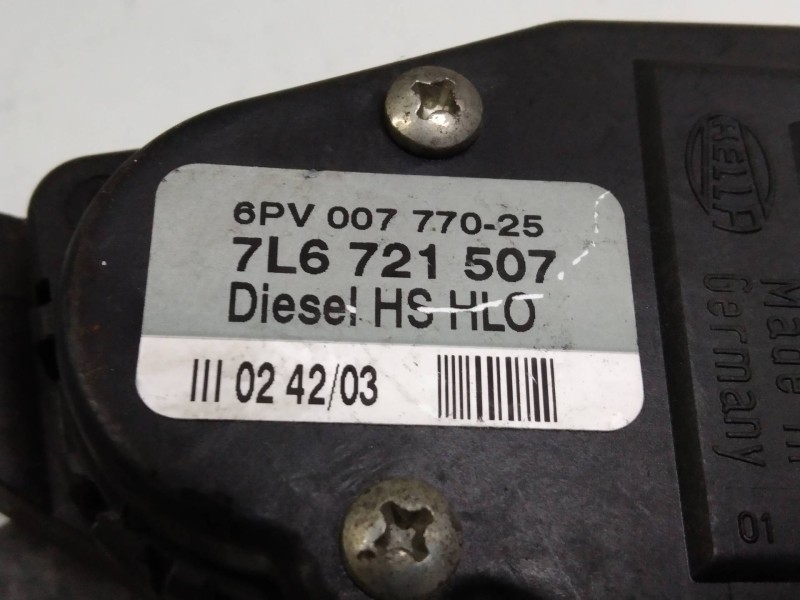 6PV 007 770-25
7L6 721 507
Diesel HS HLO
III 02 42/03
HELLA
Made in
Germany
01